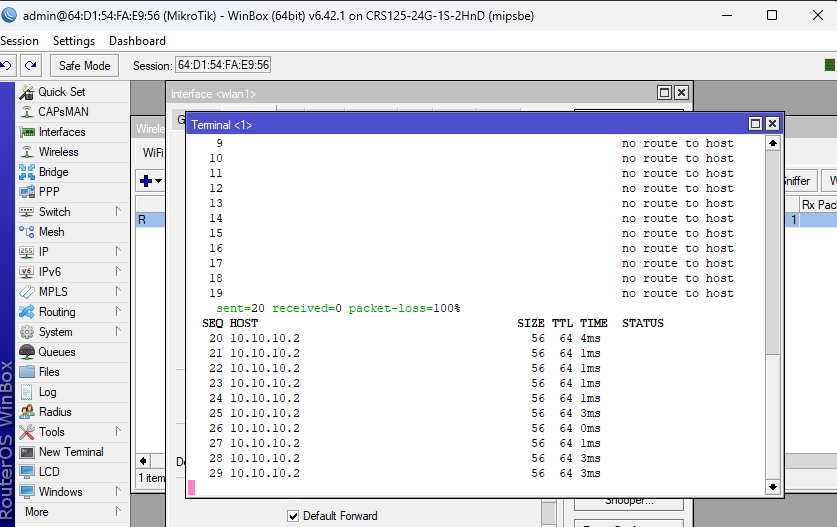 admin@64:D1:54:FA:E9:56 (MikroTik) - WinBox (64bit) v6.42.1 on CRS125-24G-1S-2HnD (mipsbe)
Session Settings Dashboard
Safe Mode Session: 64:D1:54:FA:E9:56
Quick Set
CAPsMAN
Interfaces
Wireless
Bridge
PPP
Switch
Mesh
IP
IPv6
MPLS
Routing
System
Queues
Files
Log
Radius
Tools
New Terminal
LCD
Windows
More
RouterOS WinBox
Interface <wlan1>
G
Wirele
WiFi
R
1 item
De
Terminal <1>
9 no route to host
10 no route to host
11 no route to host
12 no route to host
13 no route to host
14 no route to host
15 no route to host
16 no route to host
17 no route to host
18 no route to host
19 no route to host
sent=20 received=0 packet-loss=100%
SEQ HOST SIZE TTL TIME STATUS
20 10.10.10.2 56 64 4ms
21 10.10.10.2 56 64 1ms
22 10.10.10.2 56 64 1ms
23 10.10.10.2 56 64 1ms
24 10.10.10.2 56 64 1ms
25 10.10.10.2 56 64 3ms
26 10.10.10.2 56 64 0ms
27 10.10.10.2 56 64 1ms
28 10.10.10.2 56 64 3ms
29 10.10.10.2 56 64 3ms
niffer W
Rx Pac
1
Default Forward
Snooper...